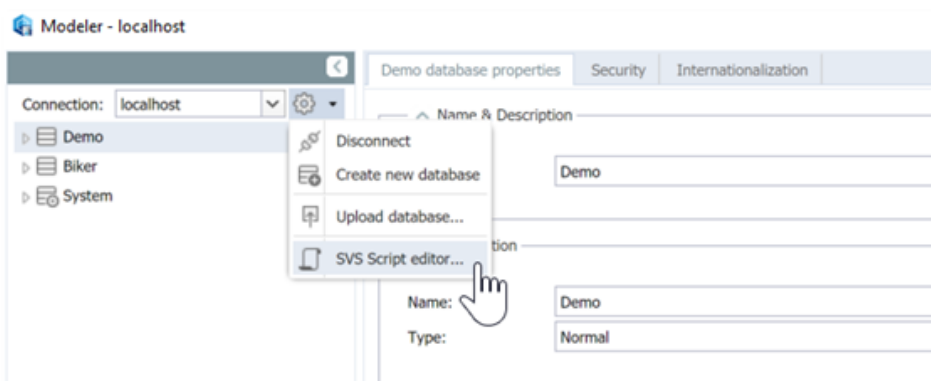 Modeler - localhost
Demo database properties Security Internationalization
Connection: localhost
Name & Description
Demo
Disconnect
Biker
Create new database
Demo
System
Upload database...
tion
SVS Script editor...
Name: Demo
Type: Normal